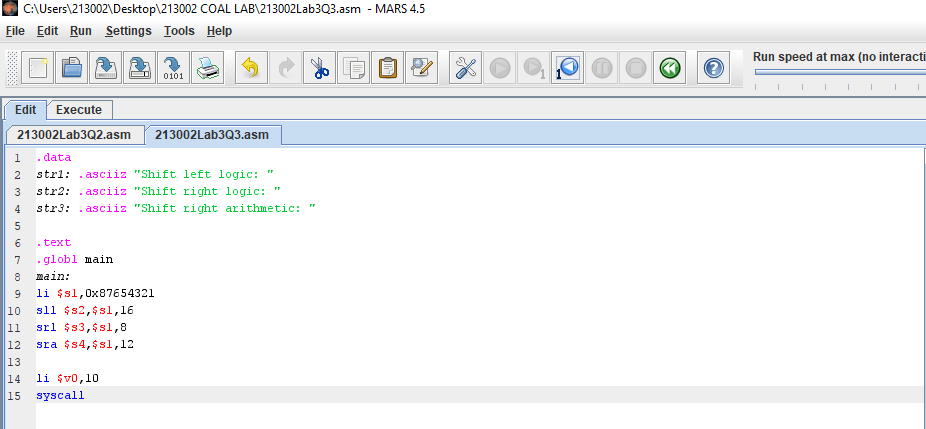 C:\Users\213002\Desktop\213002 COAL LAB\213002Lab3Q3.asm - MARS 4.5
File Edit Run Settings Tools Help
0101 1 1 ? Run speed at max (no interacti
Edit Execute
213002Lab3Q2.asm 213002Lab3Q3.asm
1 .data
2 str1: .asciiz "Shift left logic: "
3 str2: .asciiz "Shift right logic: "
4 str3: .asciiz "Shift right arithmetic: "
5
6 .text
7 .globl main
8 main:
9 li $s1,0x87654321
10 sll $s2,$s1,16
11 srl $s3,$s1,8
12 sra $s4,$s1,12
13
14 li $v0,10
15 syscall